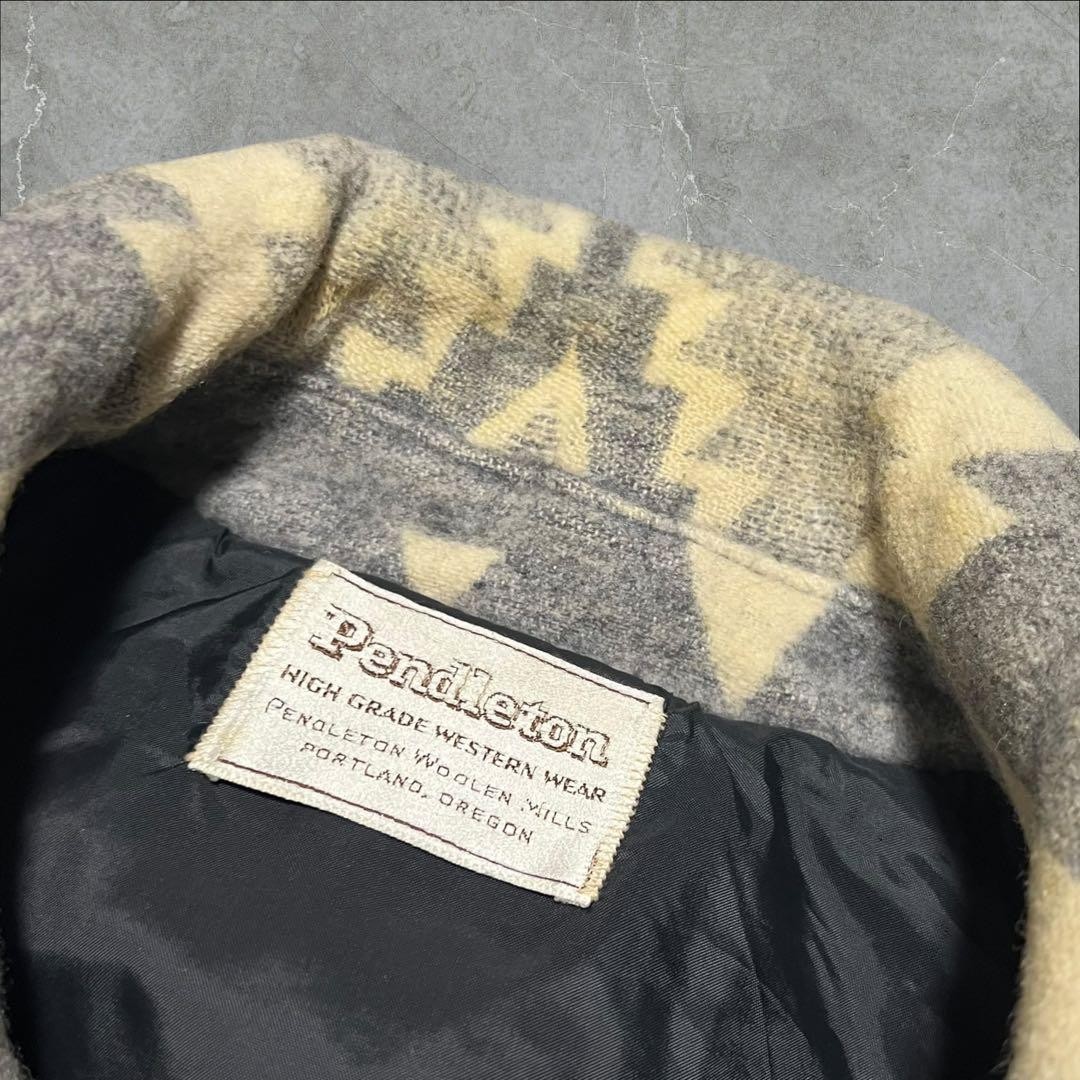 Pendleton
HIGH GRADE WESTERN WEAR
PENDLETON WOOLEN MILLS
PORTLAND, OREGON